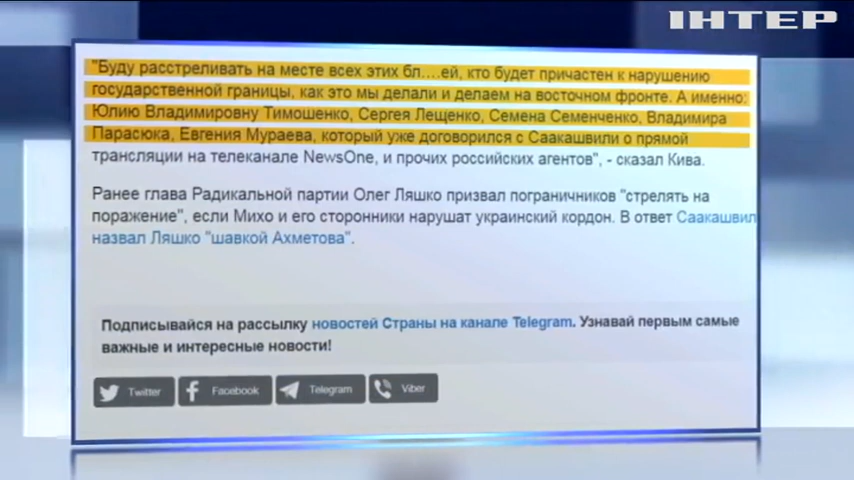 ІНТЕР
"Буду расстреливать на месте всех этих бл....ей, кто будет причастен к нарушению
государственной границы, как это мы делали и делаем на восточном фронте. А именно:
Юлию Владимировну Тимошенко, Сергея Лещенко, Семена Семенченко, Владимира
Парасюка, Евгения Мураева, который уже договорился с Саакашвили о прямой
трансляции на телеканале NewsOne, и прочих российских агентов", - сказал Кива.
Ранее глава Радикальной партии Олег Ляшко призвал пограничников "стрелять на
поражение", если Михо и его сторонники нарушат украинский кордон. В ответ Саакашвил
назвал Ляшко "шавкой Ахметова".
Подписывайся на рассылку новостей Страны на канале Telegram. Узнавай первым самые
важные и интересные новости!
Twitter Facebook Telegram Viber